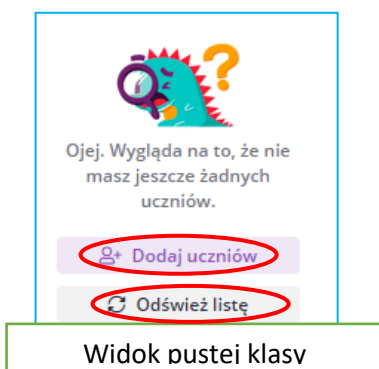 ?
Ojej. Wygląda na to, że nie
masz jeszcze żadnych
uczniów.
Dodaj uczniów
Odśwież listę
Widok pustej klasy